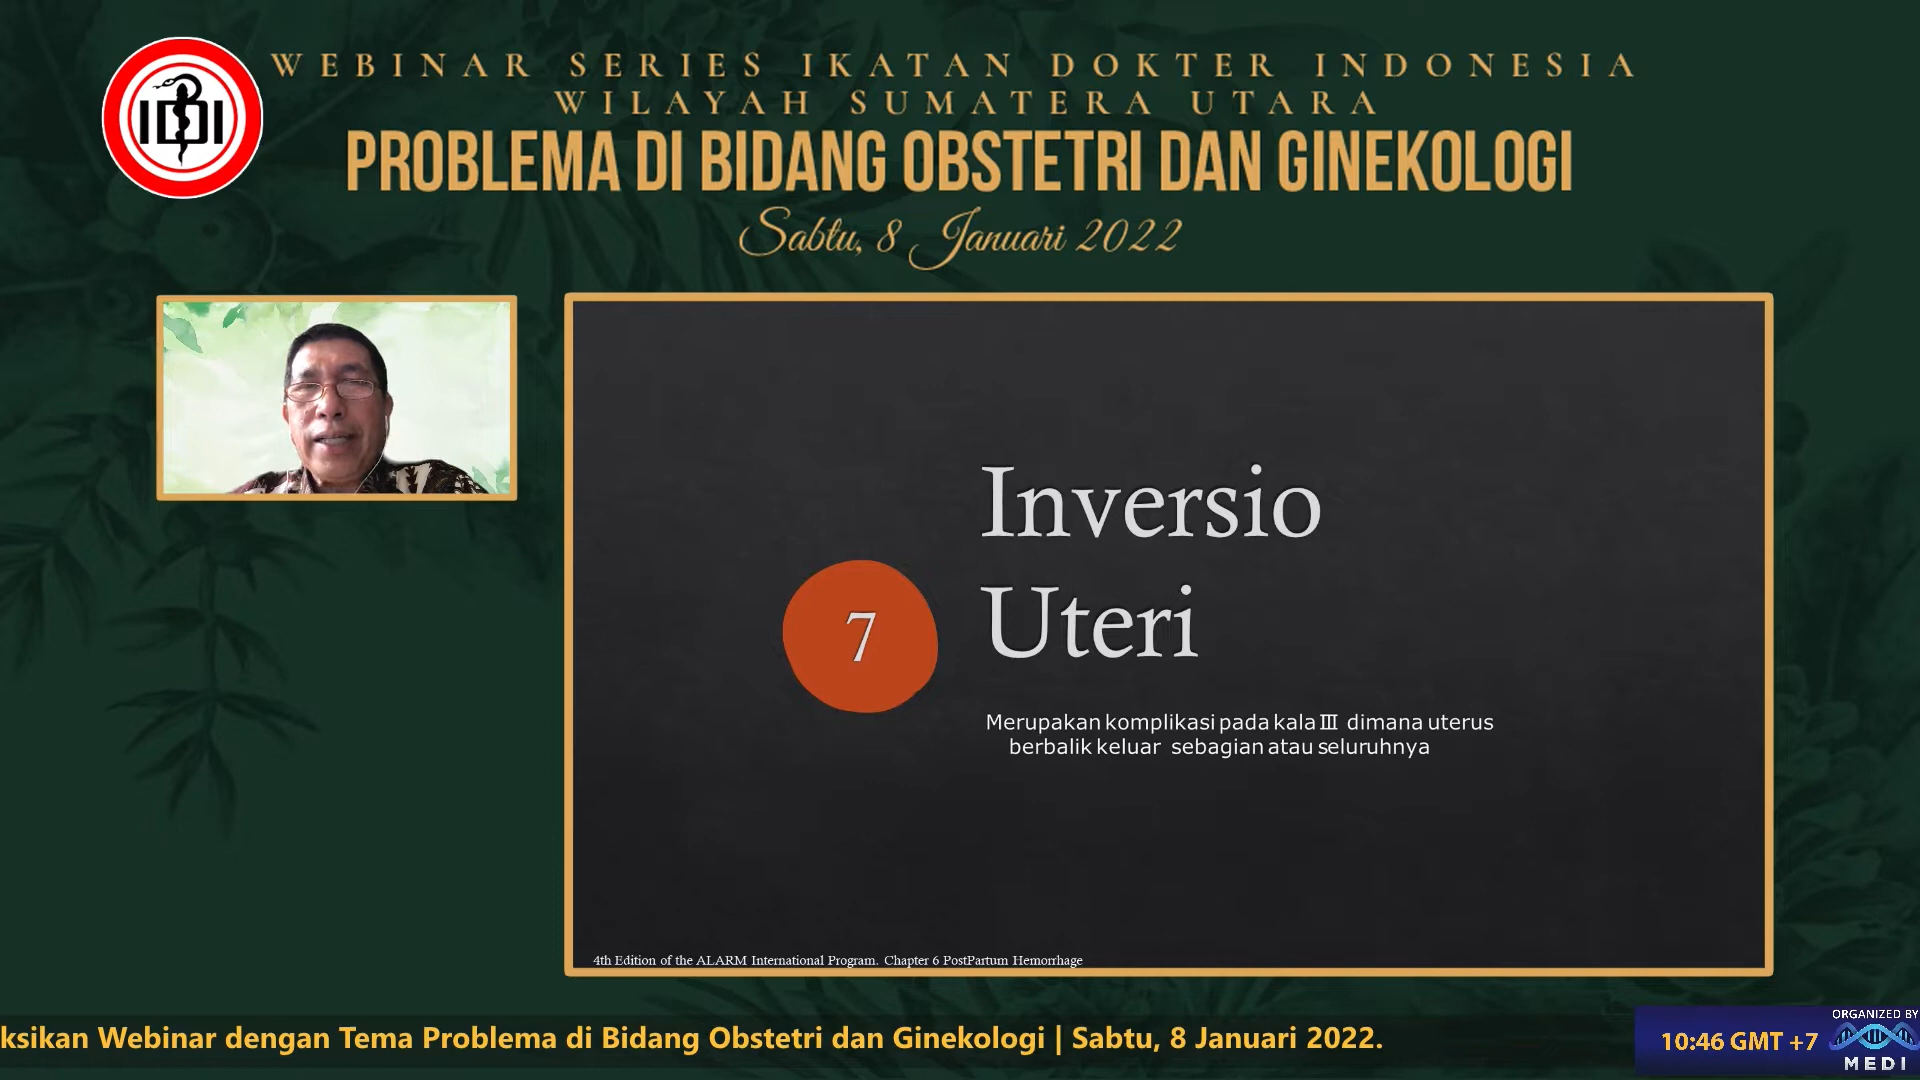 WEBINAR SERIES IKATAN DOKTER INDONESIA
WILAYAH SUMATERA UTARA
PROBLEMA DI BIDANG OBSTETRI DAN GINEKOLOGI
Sabtu, 8 Januari 2022
IDI
Inversio
Uteri
7
Merupakan komplikasi pada kala Ⅲ dimana uterus
berbalik keluar sebagian atau seluruhnya
4th Edition of the ALARM International Program. Chapter 6 PostPartum Hemorrhage
ksikan Webinar dengan Tema Problema di Bidang Obstetri dan Ginekologi | Sabtu, 8 Januari 2022.
10:46 GMT +7
ORGANIZED BY
MEDI